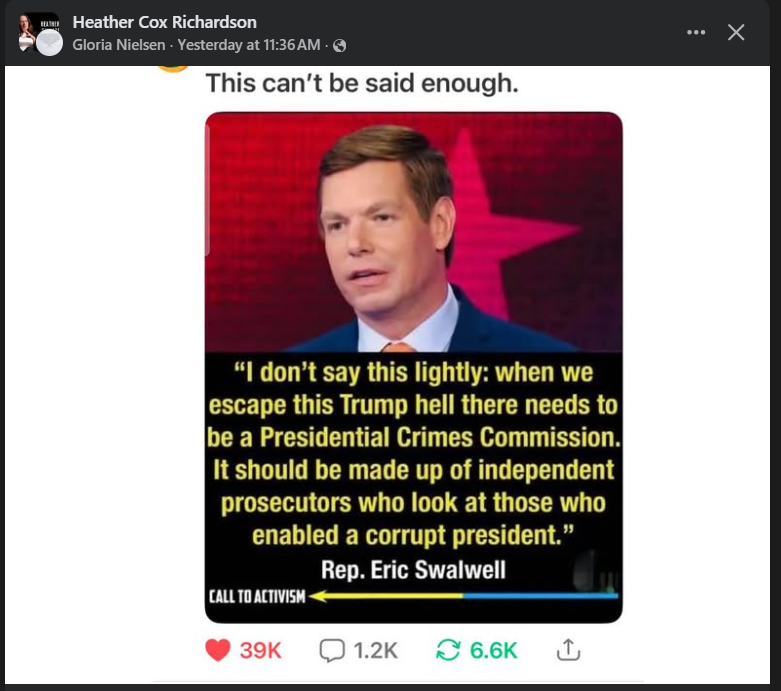 Heather Cox Richardson
Gloria Nielsen · Yesterday at 11:36 AM ·
This can't be said enough.
“I don’t say this lightly: when we
escape this Trump hell there needs to
be a Presidential Crimes Commission.
It should be made up of independent
prosecutors who look at those who
enabled a corrupt president.”
Rep. Eric Swalwell
CALL TO ACTIVISM
39K 1.2K 6.6K